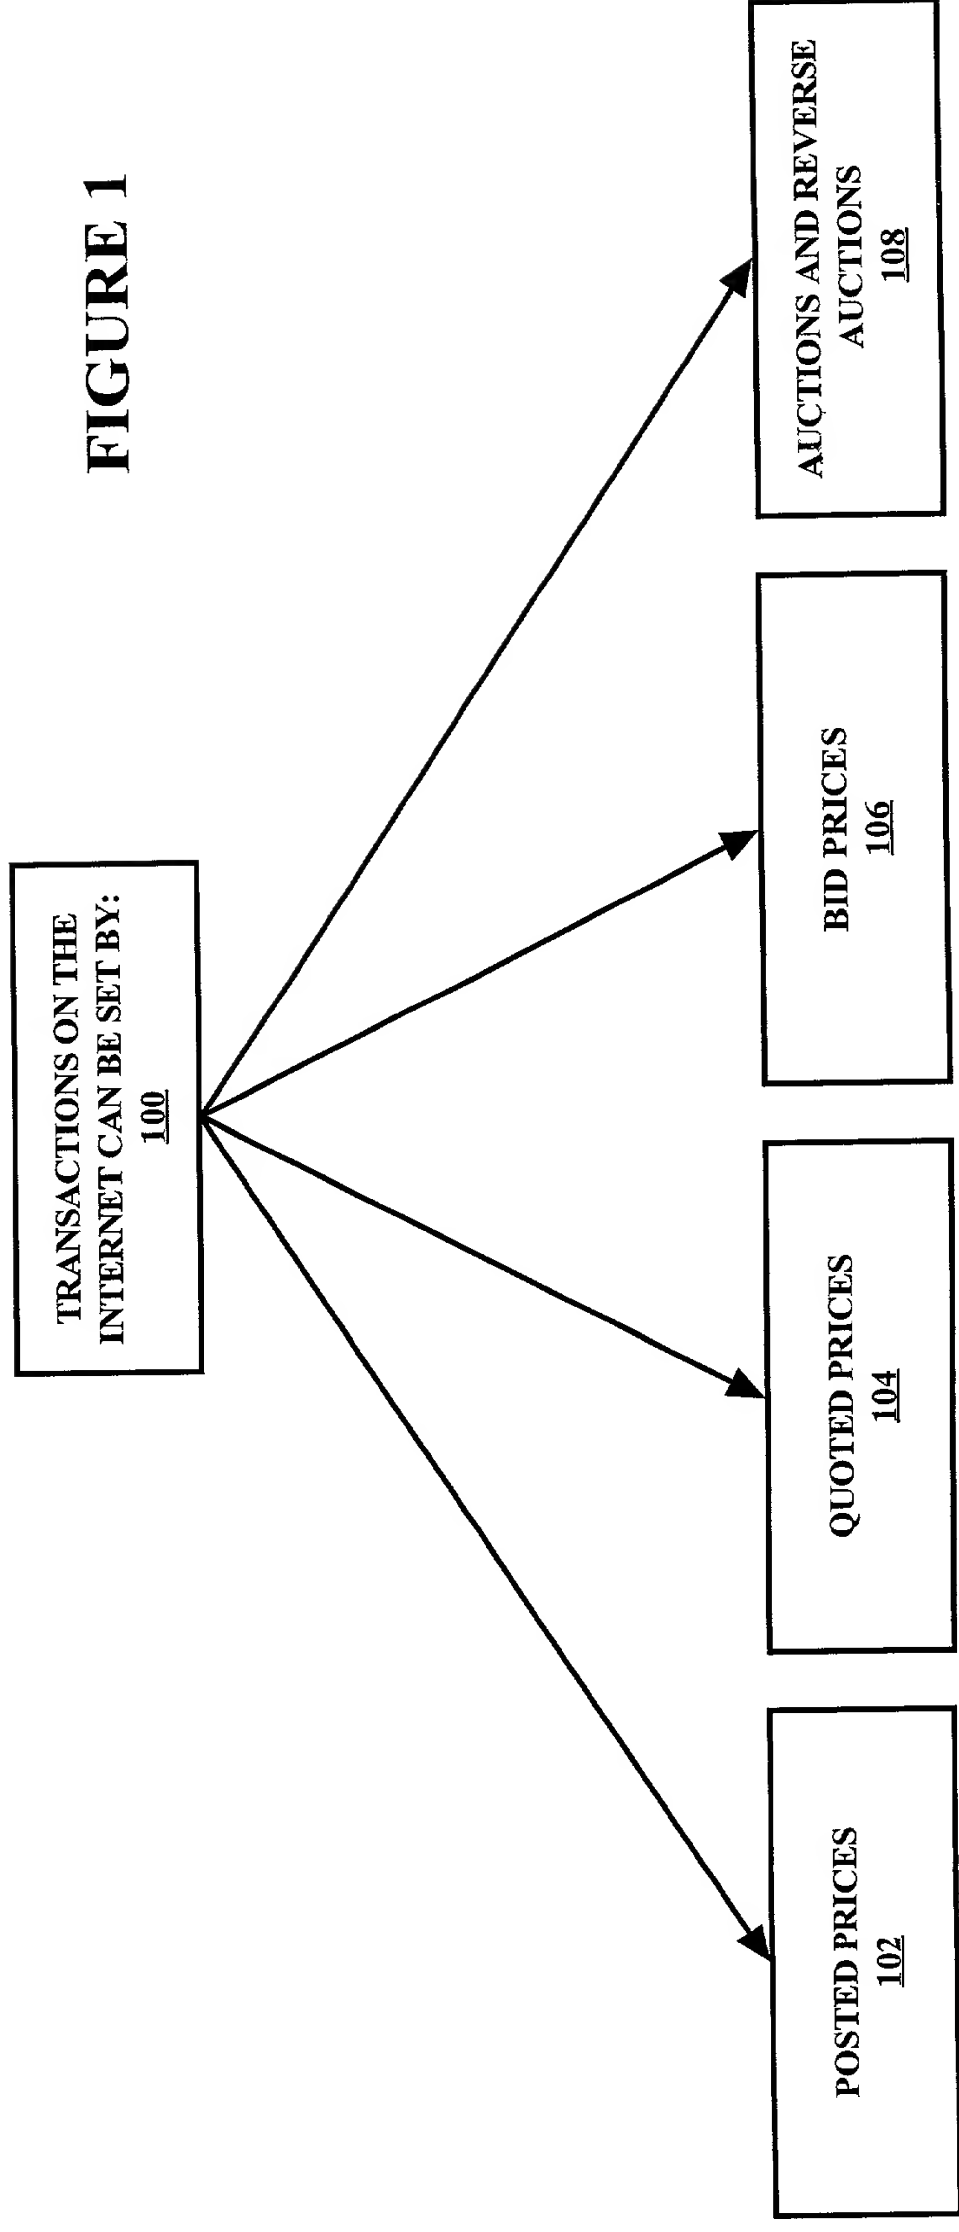 FIGURE 1
TRANSACTIONS ON THE
INTERNET CAN BE SET BY:
100
POSTED PRICES
102
QUOTED PRICES
104
BID PRICES
106
AUCTIONS AND REVERSE
AUCTIONS
108